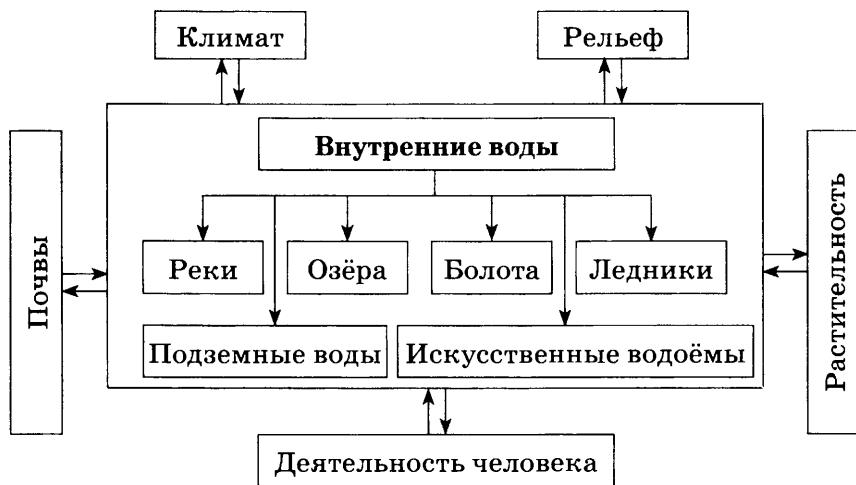 Климат
Рельеф
Внутренние воды
Реки
Озёра
Болота
Ледники
Подземные воды
Искусственные водоёмы
Почвы
Растительность
Деятельность человека